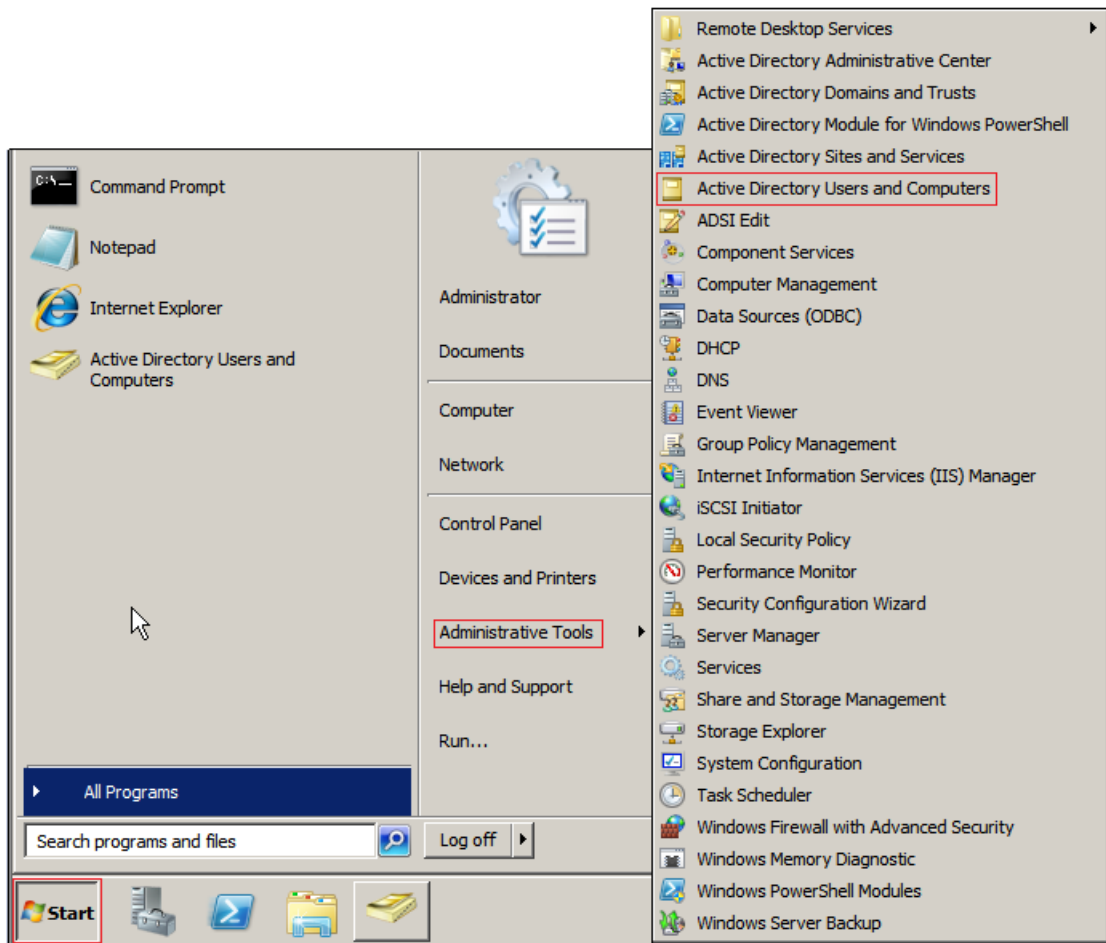 C:\_
Command Prompt
Notepad
Internet Explorer
Active Directory Users and
Computers
All Programs
Search programs and files
Administrator
Documents
Computer
Network
Control Panel
Devices and Printers
Administrative Tools
Help and Support
Run...
Log off
Start
Remote Desktop Services
Active Directory Administrative Center
Active Directory Domains and Trusts
Active Directory Module for Windows PowerShell
Active Directory Sites and Services
Active Directory Users and Computers
ADSI Edit
Component Services
Computer Management
Data Sources (ODBC)
DHCP
DNS
Event Viewer
Group Policy Management
Internet Information Services (IIS) Manager
iSCSI Initiator
Local Security Policy
Performance Monitor
Security Configuration Wizard
Server Manager
Services
Share and Storage Management
Storage Explorer
System Configuration
Task Scheduler
Windows Firewall with Advanced Security
Windows Memory Diagnostic
Windows PowerShell Modules
Windows Server Backup